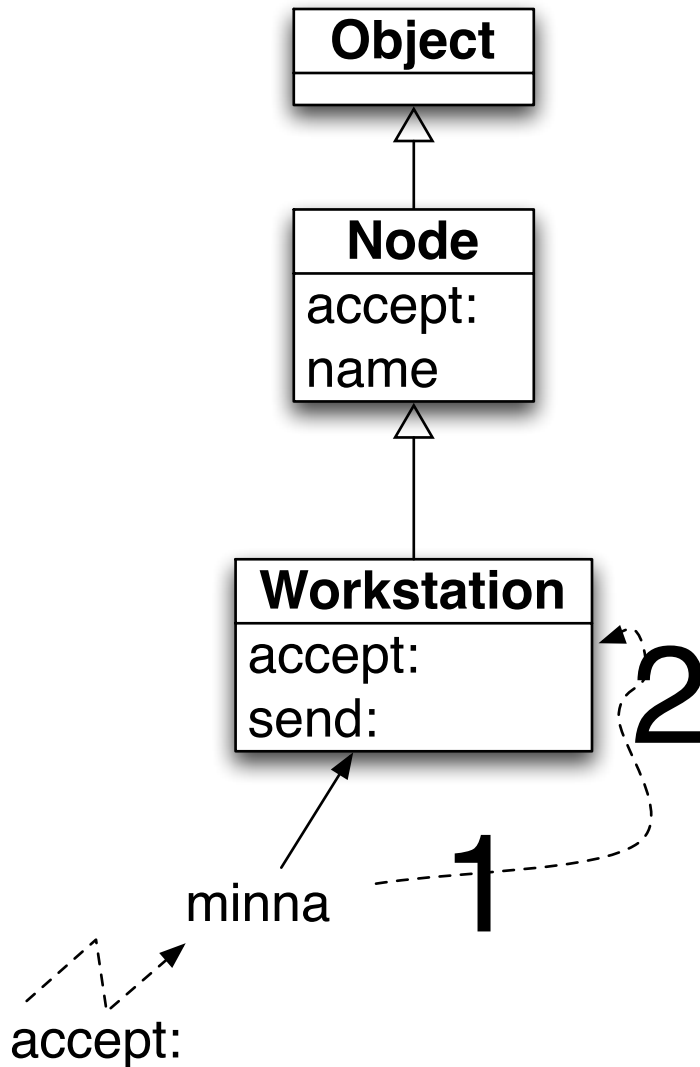 Object
Node
accept:
name
Workstation
accept:
send:
2
1
minna
accept: